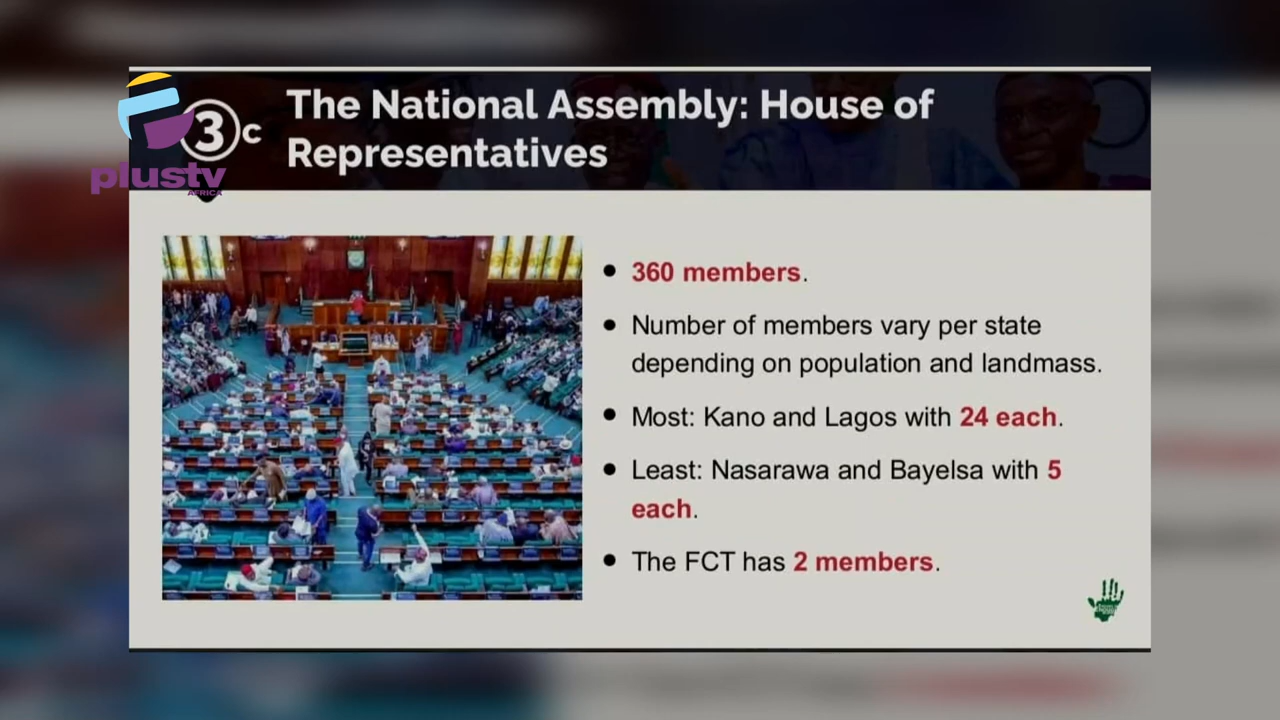 The National Assembly: House of
Representatives
3c
plustv
AFRICA
• 360 members.
• Number of members vary per state
depending on population and landmass.
• Most: Kano and Lagos with 24 each.
• Least: Nasarawa and Bayelsa with 5
each.
• The FCT has 2 members.